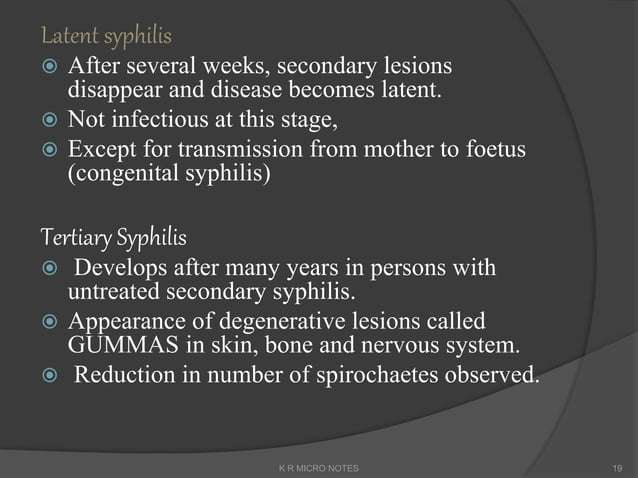 Latent syphilis
After several weeks, secondary lesions
disappear and disease becomes latent.
Not infectious at this stage,
Except for transmission from mother to foetus
(congenital syphilis)
Tertiary Syphilis
Develops after many years in persons with
untreated secondary syphilis.
Appearance of degenerative lesions called
GUMMAS in skin, bone and nervous system.
Reduction in number of spirochaetes observed.
K R MICRO NOTES 19